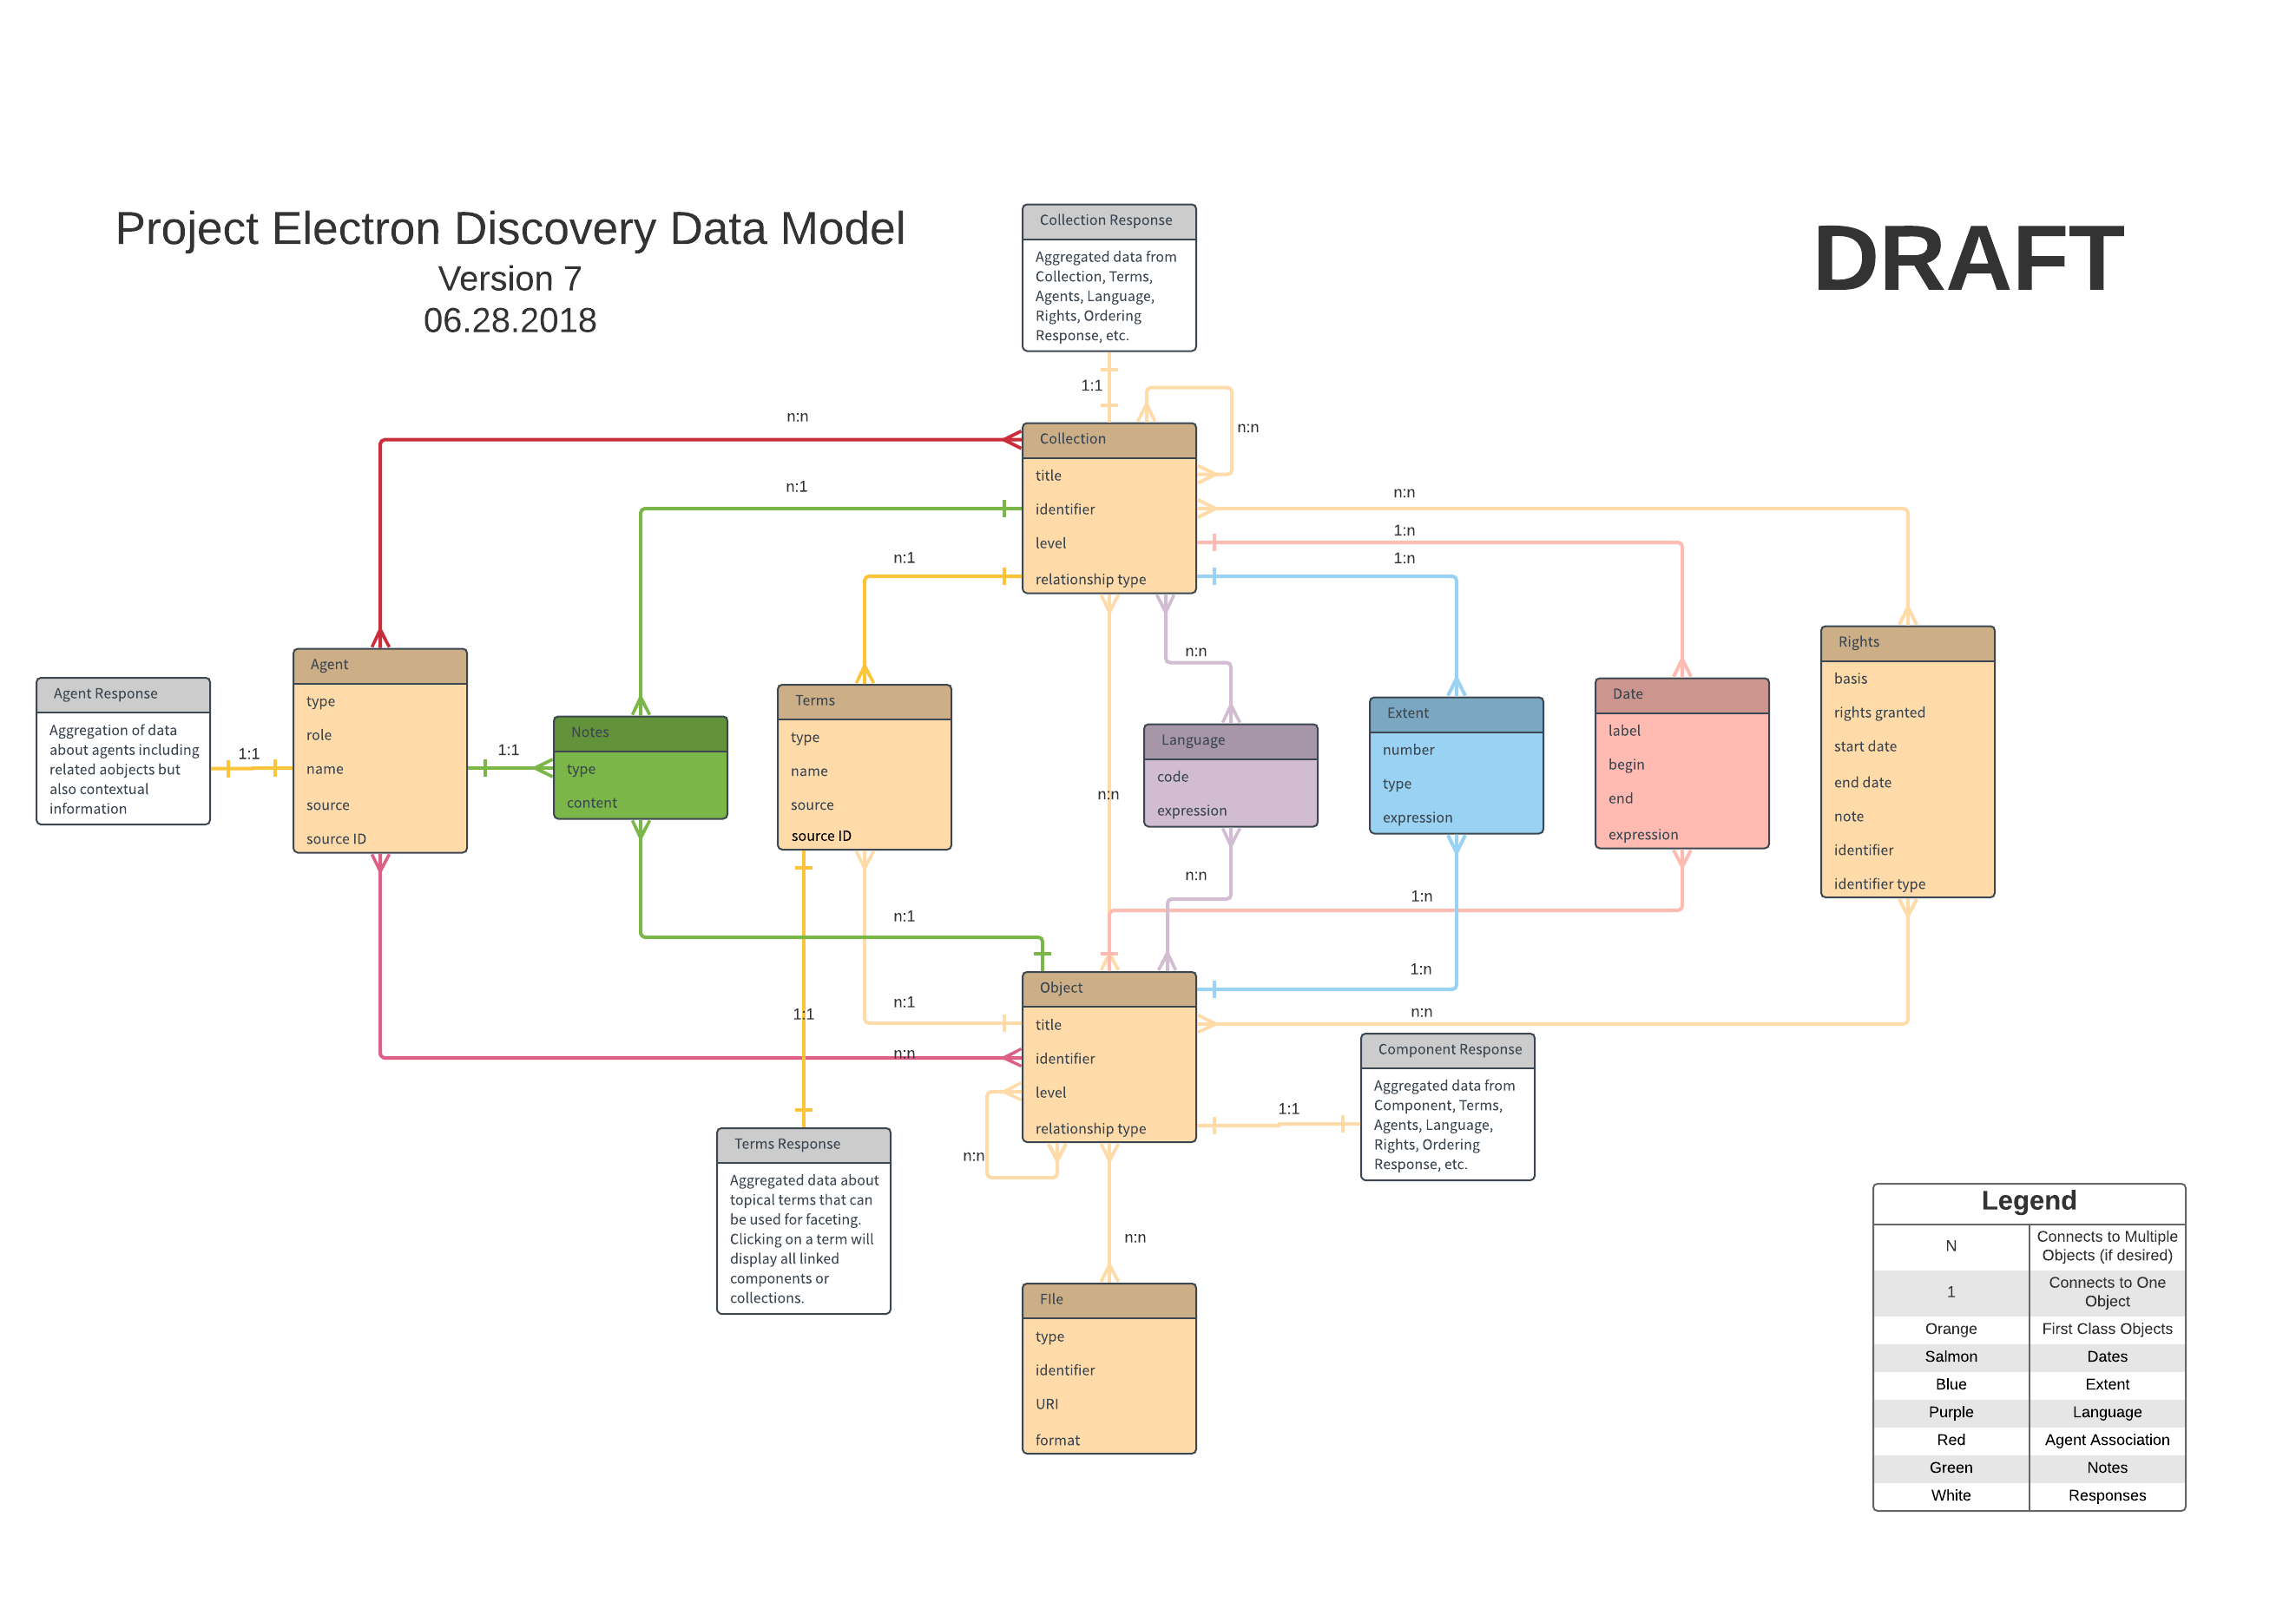 Project Electron Discovery Data Model
Version 7
06.28.2018
DRAFT
Collection Response
Aggregated data from
Collection, Terms,
Agents, Language,
Rights, Ordering
Response, etc.
1:1
n:n
n:n
Collection
title
identifier
level
relationship type
n:1
n:1
n:n
1:n
1:n
Agent Response
Aggregation of data
about agents including
related aobjects but
also contextual
information
1:1
Agent
type
role
name
source
source ID
1:1
Notes
type
content
Terms
type
name
source
source ID
n:n
n:n
Language
code
expression
n:n
Extent
number
type
expression
Date
label
begin
end
expression
Rights
basis
rights granted
start date
end date
note
identifier
identifier type
n:1
1:n
n:1
1:n
1:1
n:n
n:n
Object
title
identifier
level
relationship type
n:n
1:1
Component Response
Aggregated data from
Component, Terms,
Agents, Language,
Rights, Ordering
Response, etc.
Terms Response
Aggregated data about
topical terms that can
be used for faceting.
Clicking on a term will
display all linked
components or
collections.
n:n
FIle
type
identifier
URI
format
Legend
N
Connects to Multiple
Objects (if desired)
1
Connects to One
Object
Orange
First Class Objects
Salmon
Dates
Blue
Extent
Purple
Language
Red
Agent Association
Green
Notes
White
Responses